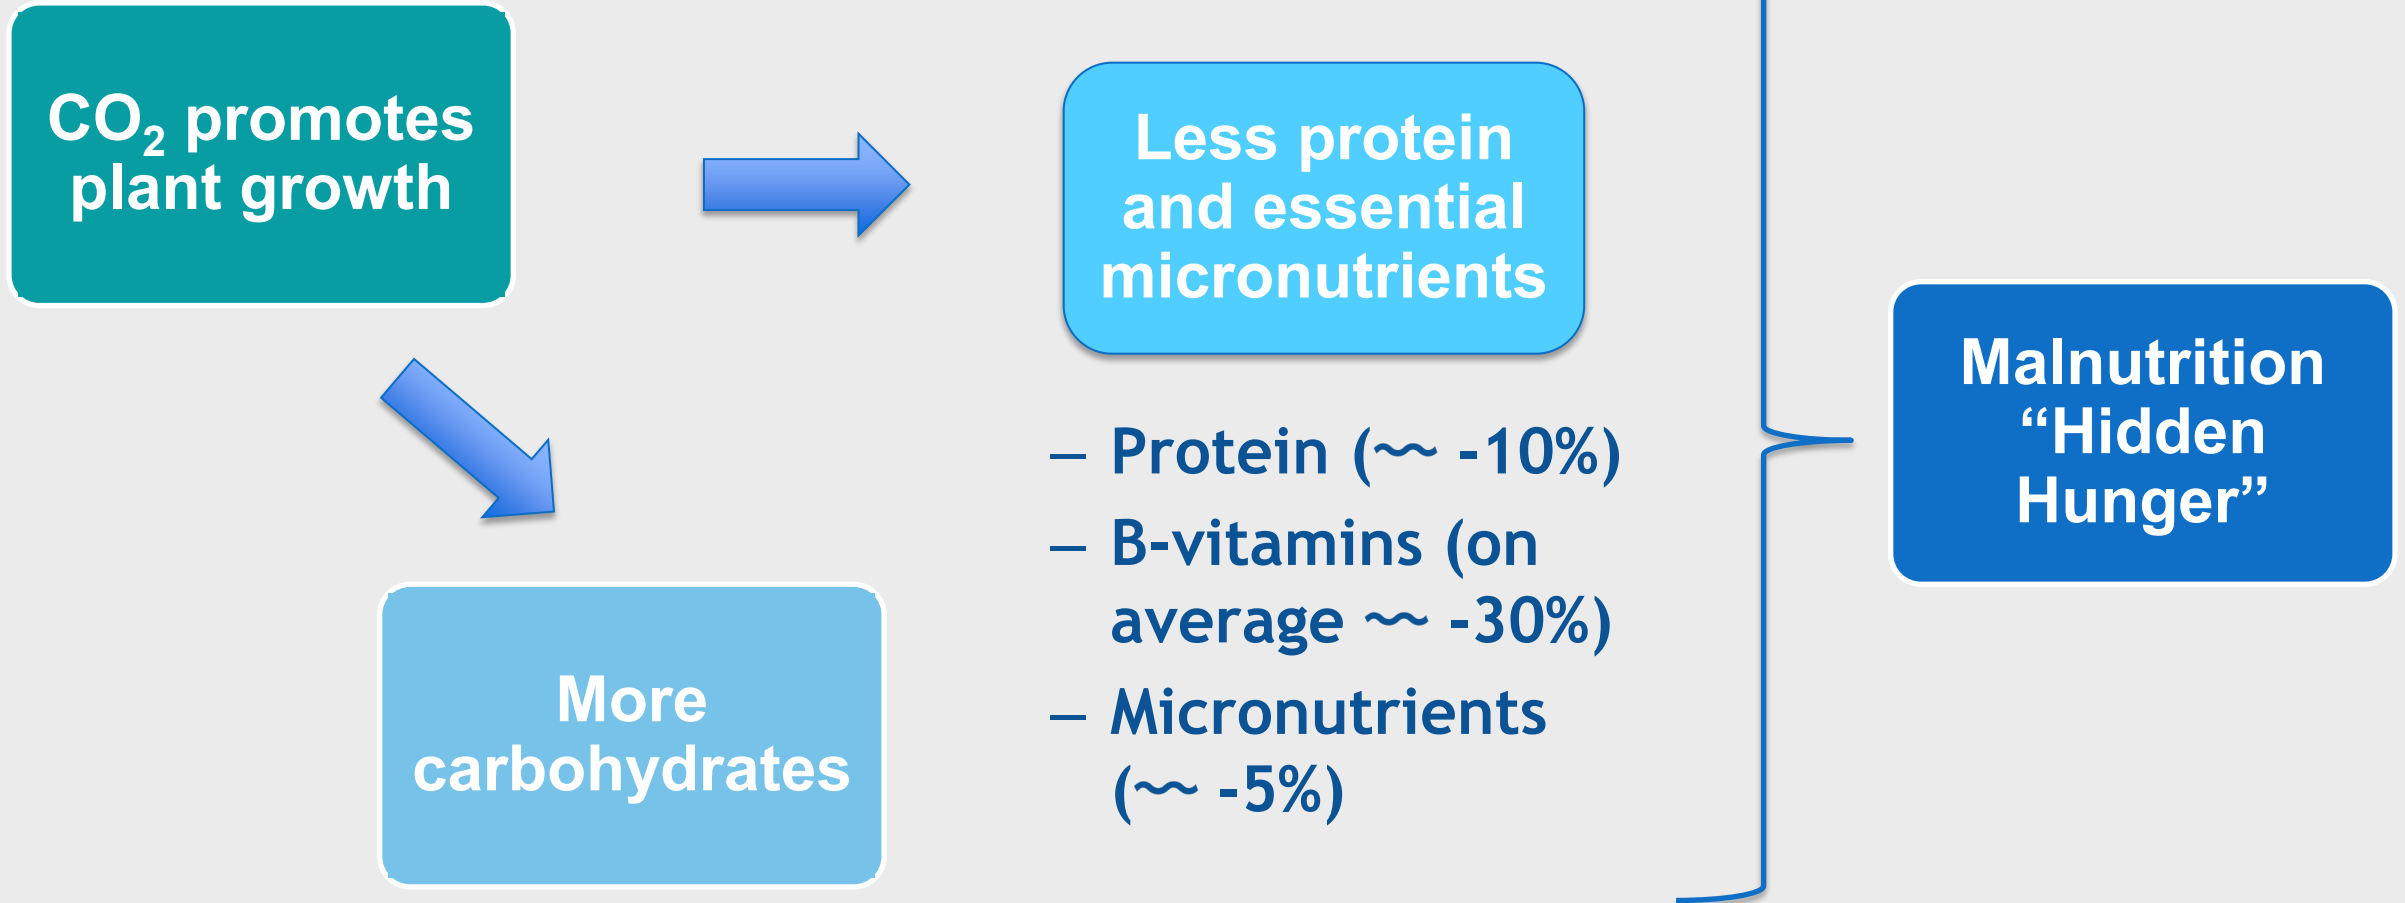 CO₂ promotes
plant growth
Less protein
and essential
micronutrients
– Protein (~~ -10%)
– B-vitamins (on
average ~~ -30%)
– Micronutrients
(~~ -5%)
More
carbohydrates
Malnutrition
“Hidden
Hunger”